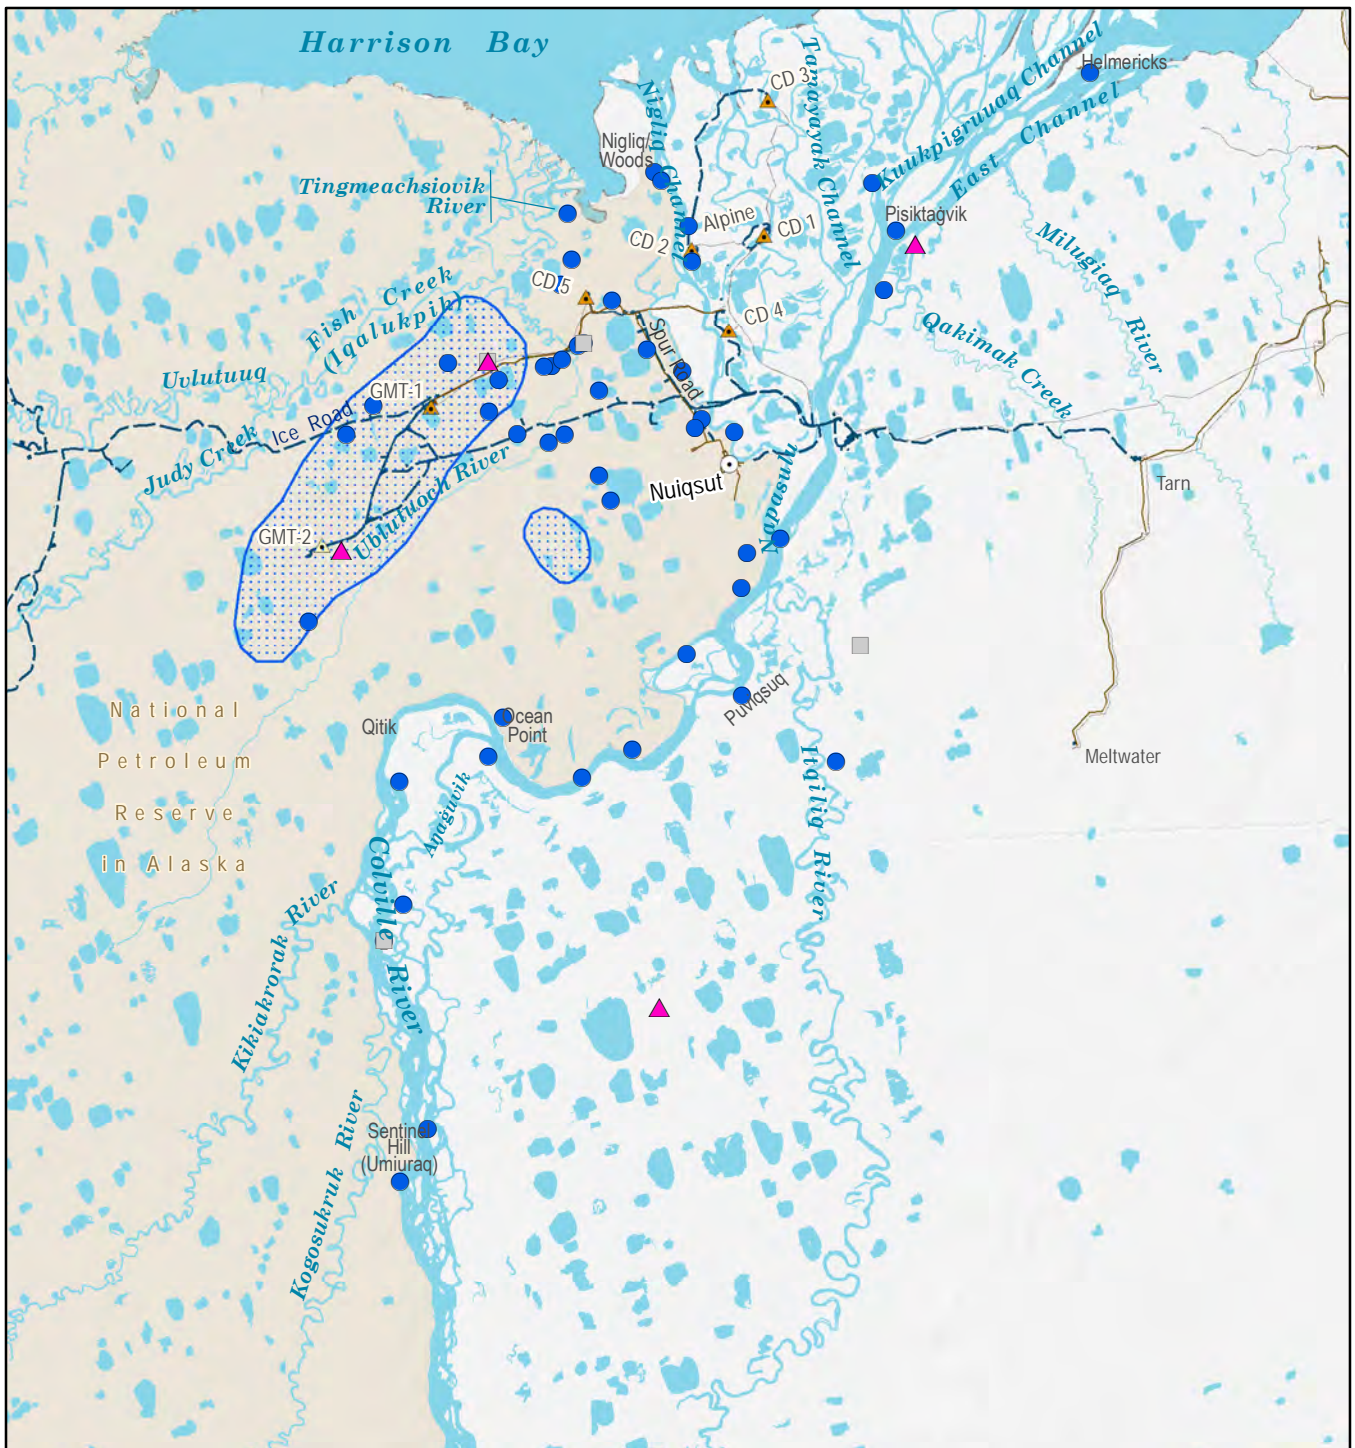 Harrison Bay
Helmericks
CD 3
Tamayayak Channel
Kuukpigruuaq Channel
East Channel
Nigliq Channel
Nigliq/
Woods
Tingmeachsiovik
River
Pisiktaġvik
Alpine
CD 1
CD 2
Milugiaq River
CD 5
Fish Creek
(Iqalukpik)
CD 4
Qakimak Creek
Spur Road
Uvlutuuq
GMT-1
Ice Road
Judy Creek
Ublutuoch River
Nuiqsut
Napasun
Tarn
GMT-2
Puviqsuq
National
Petroleum
Reserve
in Alaska
Qitik
Ocean
Point
Meltwater
Itqiliq River
Aŋaġuvik
Colville River
Kikiakrorak River
Kogosukruk River
Sentinel
Hill
(Umiuraq)